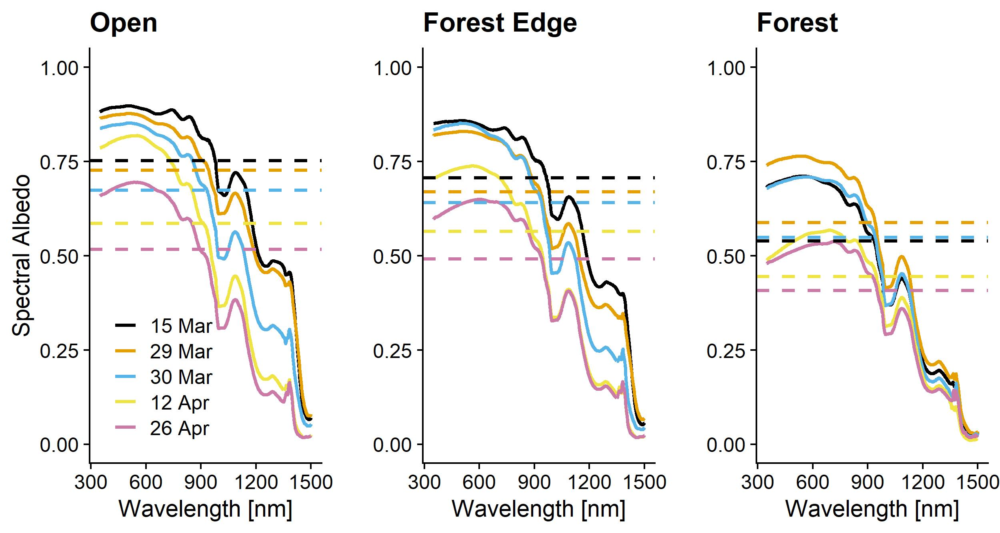 Open
Forest Edge
Forest
Spectral Albedo
1.00
0.75
0.50
0.25
0.00
15 Mar
29 Mar
30 Mar
12 Apr
26 Apr
300 600 900 1200 1500
Wavelength [nm]
1.00
0.75
0.50
0.25
0.00
300 600 900 1200 1500
Wavelength [nm]
1.00
0.75
0.50
0.25
0.00
300 600 900 1200 1500
Wavelength [nm]